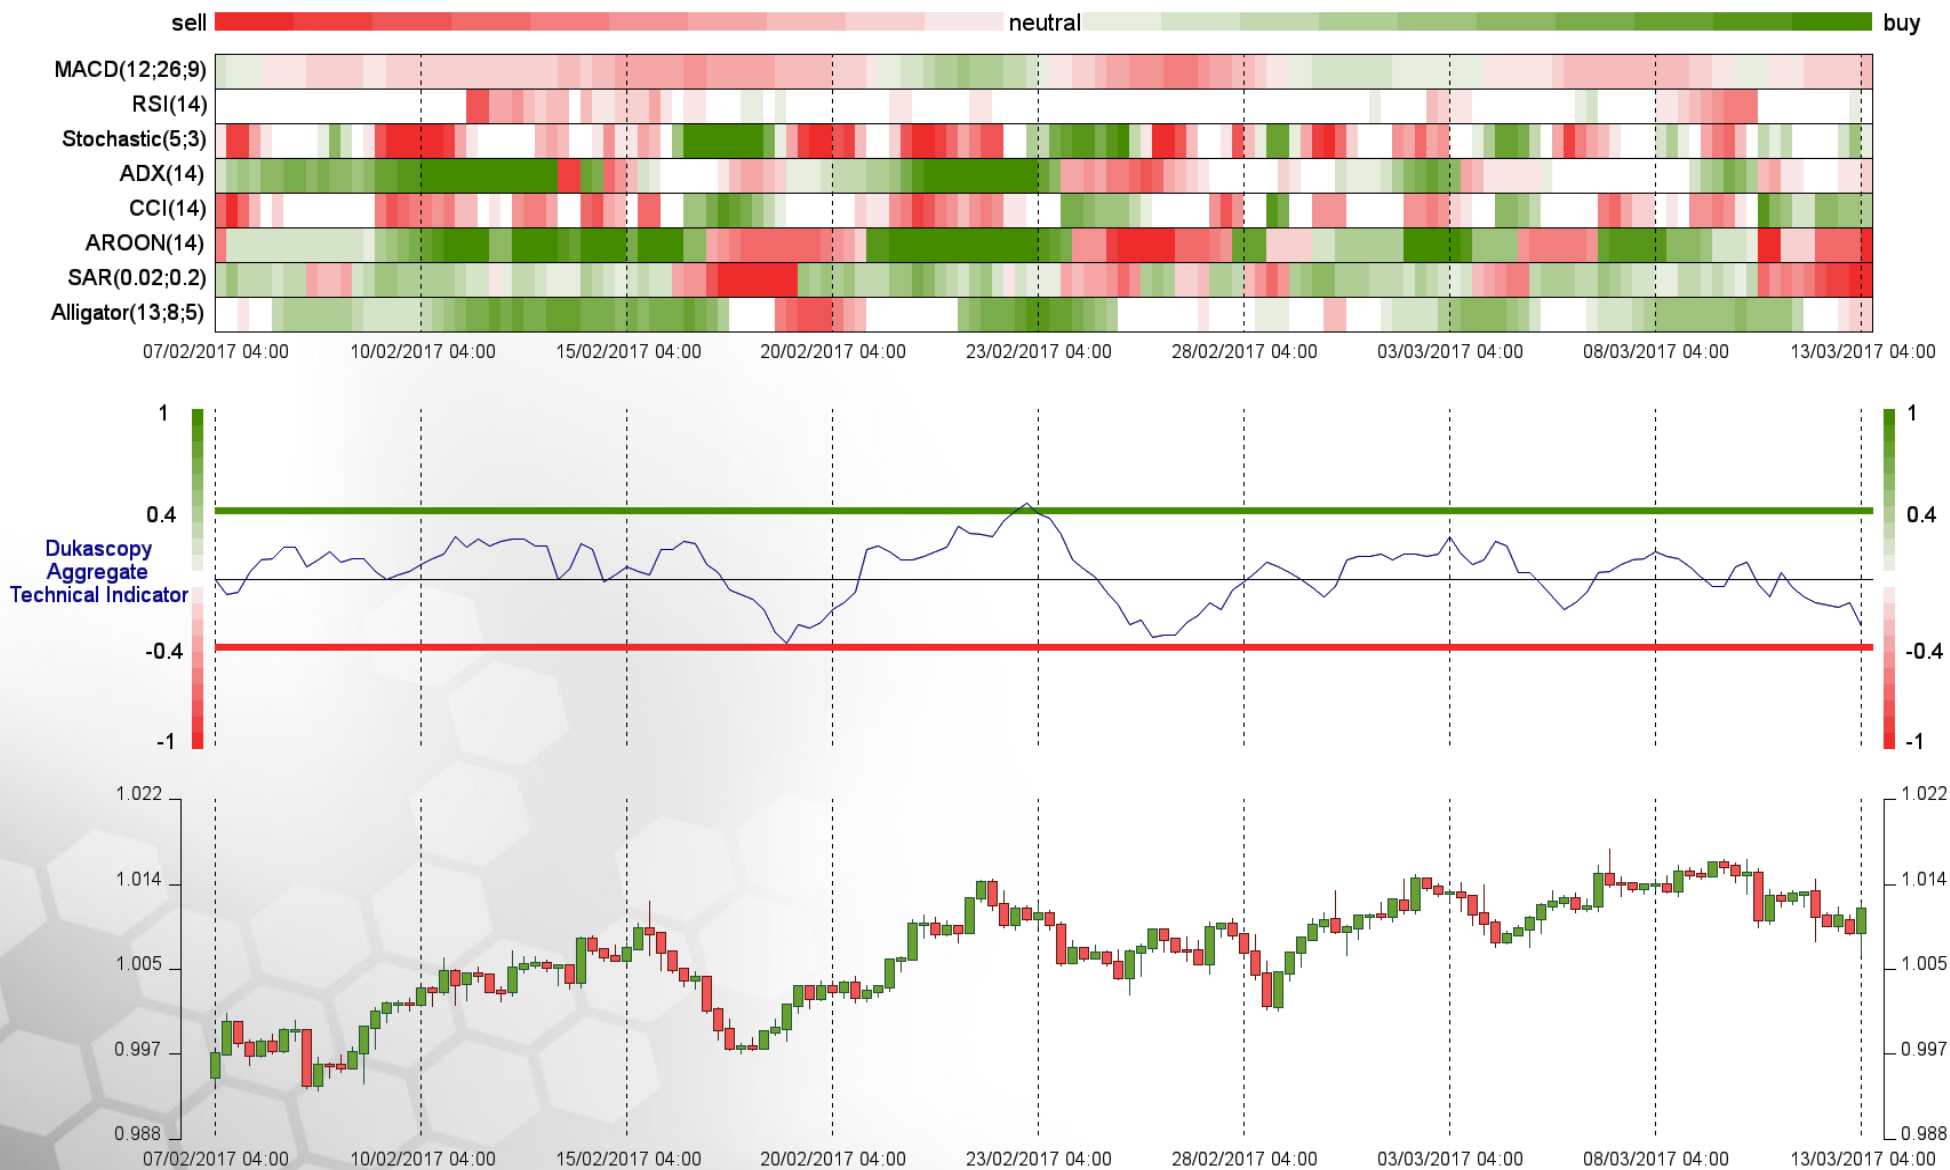 sell neutral buy
MACD(12;26;9)
RSI(14)
Stochastic(5;3)
ADX(14)
CCI(14)
AROON(14)
SAR(0.02;0.2)
Alligator(13;8;5)
07/02/2017 04:00 10/02/2017 04:00 15/02/2017 04:00 20/02/2017 04:00 23/02/2017 04:00 28/02/2017 04:00 03/03/2017 04:00 08/03/2017 04:00 13/03/2017 04:00
1 1
0.4 0.4
Dukascopy
Aggregate
Technical Indicator
-0.4 -0.4
-1 -1
1.022 1.022
1.014 1.014
1.005 1.005
0.997 0.997
0.988 0.988
07/02/2017 04:00 10/02/2017 04:00 15/02/2017 04:00 20/02/2017 04:00 23/02/2017 04:00 28/02/2017 04:00 03/03/2017 04:00 08/03/2017 04:00 13/03/2017 04:00